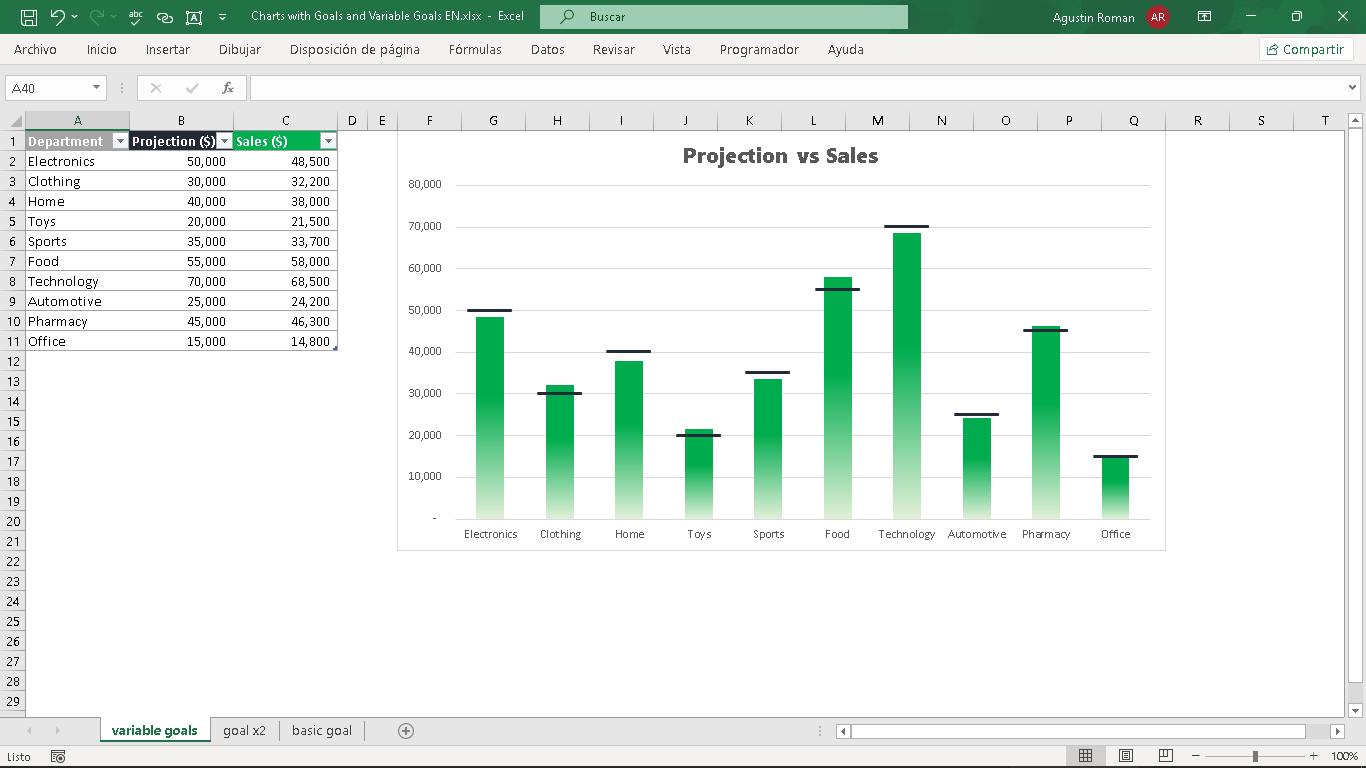 Charts with Goals and Variable Goals EN.xlsx - Excel
Buscar
Agustin Roman AR
Archivo Inicio Insertar Dibujar Disposición de página Fórmulas Datos Revisar Vista Programador Ayuda Compartir
A40 fx
A B C D E F G H I J K L M N O P Q R S T
1 Department Projection ($) Sales ($)
2 Electronics 50,000 48,500
3 Clothing 30,000 32,200
4 Home 40,000 38,000
5 Toys 20,000 21,500
6 Sports 35,000 33,700
7 Food 55,000 58,000
8 Technology 70,000 68,500
9 Automotive 25,000 24,200
10 Pharmacy 45,000 46,300
11 Office 15,000 14,800
12
13
14
15
16
17
18
19
20
21
22
23
24
25
26
27
28
29
Projection vs Sales
80,000
70,000
60,000
50,000
40,000
30,000
20,000
10,000
-
Electronics Clothing Home Toys Sports Food Technology Automotive Pharmacy Office
variable goals goal x2 basic goal
Listo
100%